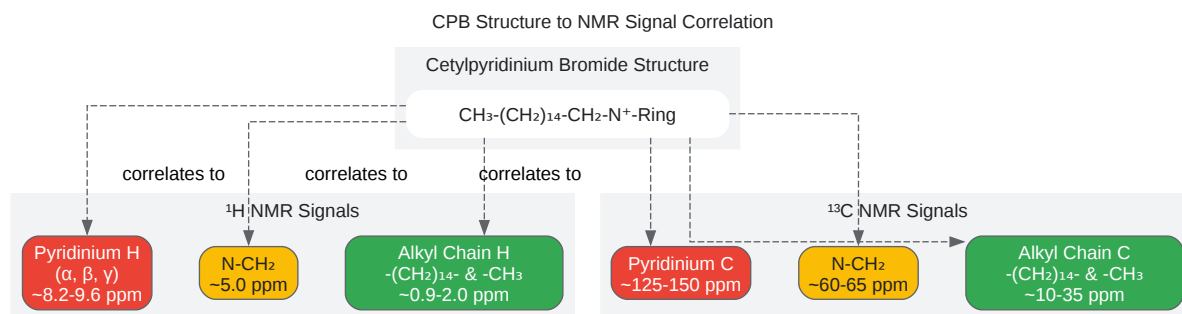 CPB Structure to NMR Signal Correlation
Cetylpyridinium Bromide Structure
CH₃-(CH₂)₁₄-CH₂-N⁺-Ring
correlates to
correlates to
correlates to
¹H NMR Signals
Pyridinium H
(α, β, γ)
~8.2-9.6 ppm
N-CH₂
~5.0 ppm
Alkyl Chain H
-(CH₂)₁₄- & -CH₃
~0.9-2.0 ppm
¹³C NMR Signals
Pyridinium C
~125-150 ppm
N-CH₂
~60-65 ppm
Alkyl Chain C
-(CH₂)₁₄- & -CH₃
~10-35 ppm